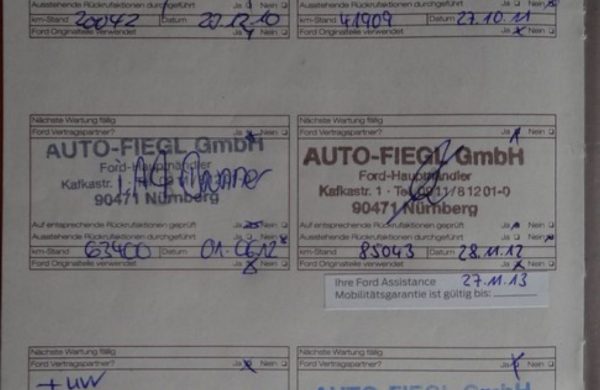 Ausstehende Rückrufaktionen durchgeführt Ja Nein
km-Stand 20042 Datum 20.12.10
Ford Originalteile verwendet Ja Nein
Ausstehende Rückrufaktionen durchgeführt Ja Nein
km-Stand 41909 Datum 27.10.11
Ford Originalteile verwendet Ja Nein
Nächste Wartung fällig
Ford Vertragspartner? Ja Nein
AUTO-FIEGL GmbH
Ford-Haupthändler
Kafkastr.
90471 Nürnberg
Auf entsprechende Rückrufaktionen geprüft Ja Nein
Ausstehende Rückrufaktionen durchgeführt Ja Nein
km-Stand 63400 Datum 01.06.12
Ford Originalteile verwendet Ja Nein
Nächste Wartung fällig
Ford Vertragspartner? Ja Nein
AUTO-FIEGL GmbH
Ford-Haupthändler
Kafkastr. 1 · Tel. 0911/81201-0
90471 Nürnberg
Auf entsprechende Rückrufaktionen geprüft Ja Nein
Ausstehende Rückrufaktionen durchgeführt Ja Nein
km-Stand 85043 Datum 28.11.12
Ford Originalteile verwendet Ja Nein
Ihre Ford Assistance 27.11.13
Mobilitätsgarantie ist gültig bis:
Nächste Wartung fällig
Ford Vertragspartner? Ja Nein
+ uw
Nächste Wartung fällig
Ford Vertragspartner? Ja Nein